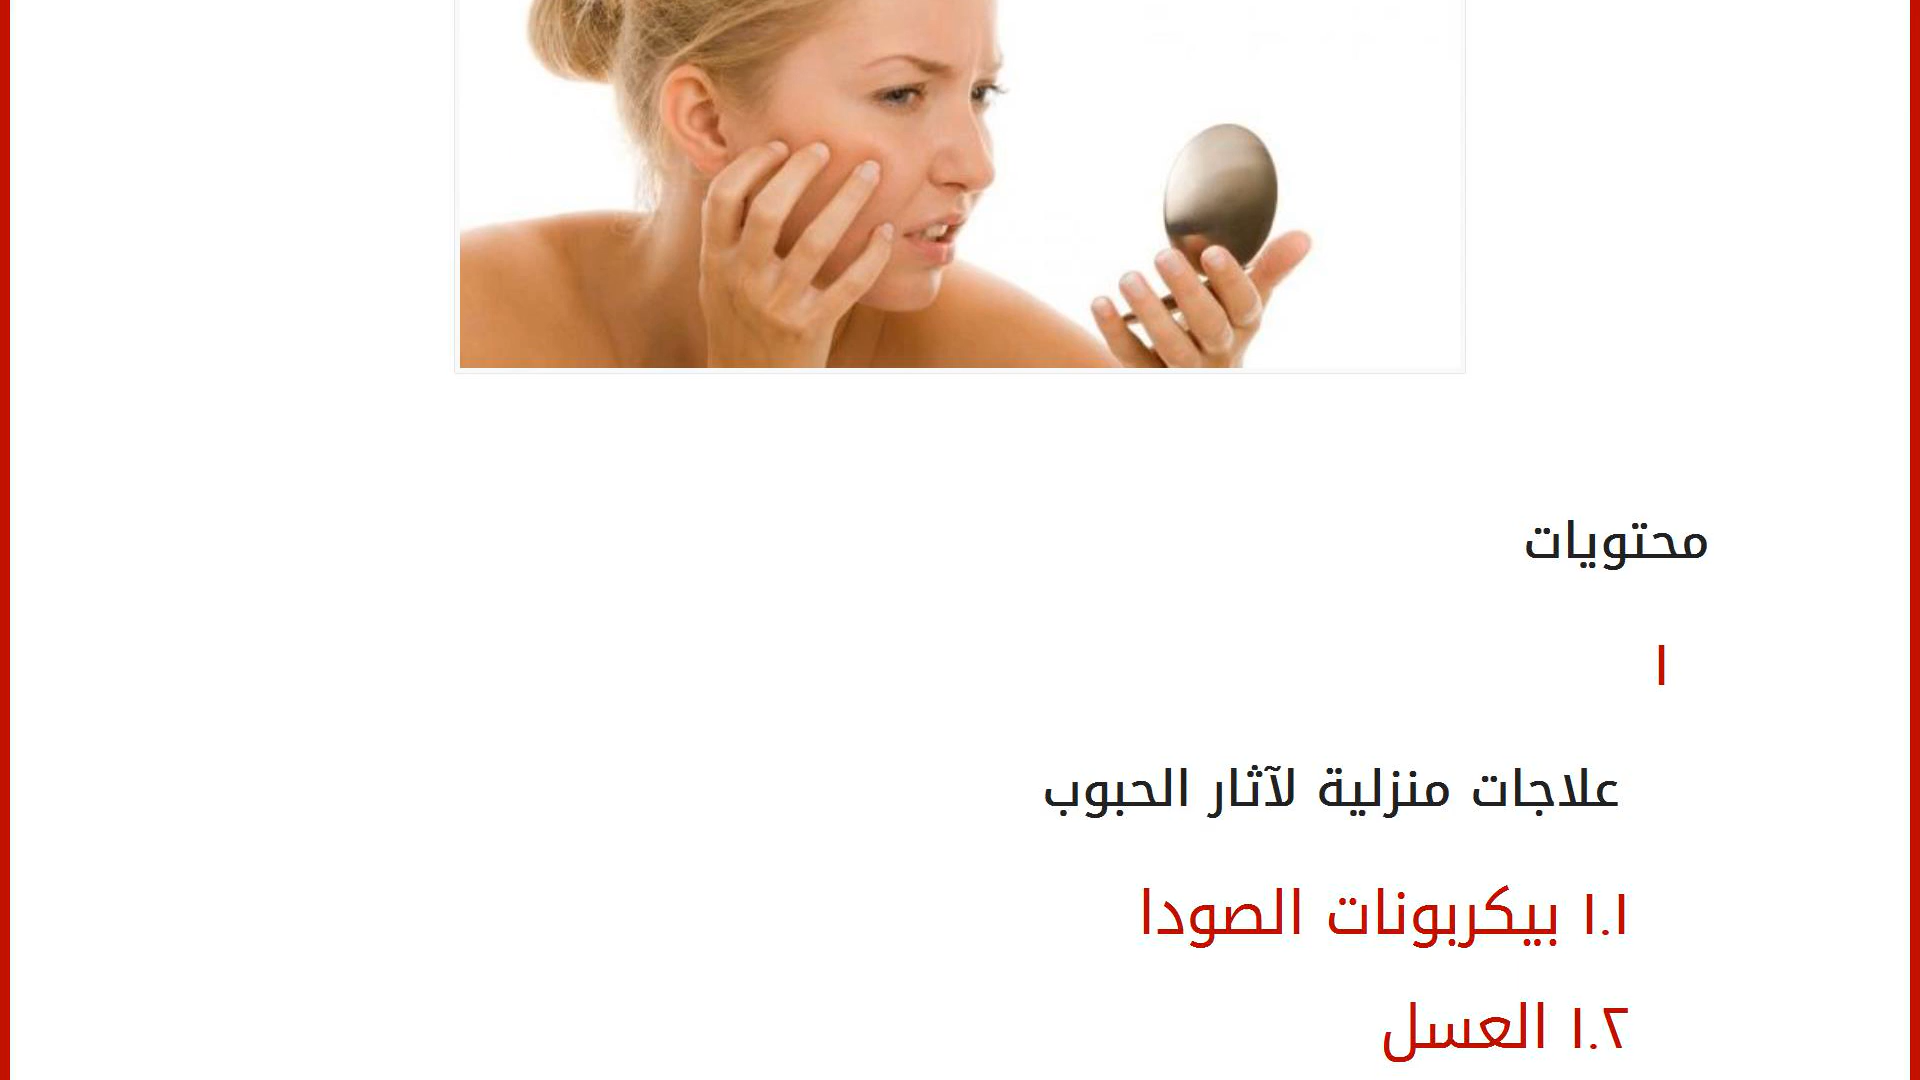 محتويات
١
علاجات منزلية لآثار الحبوب
١.١ بيكربونات الصودا
١.٢ العسل